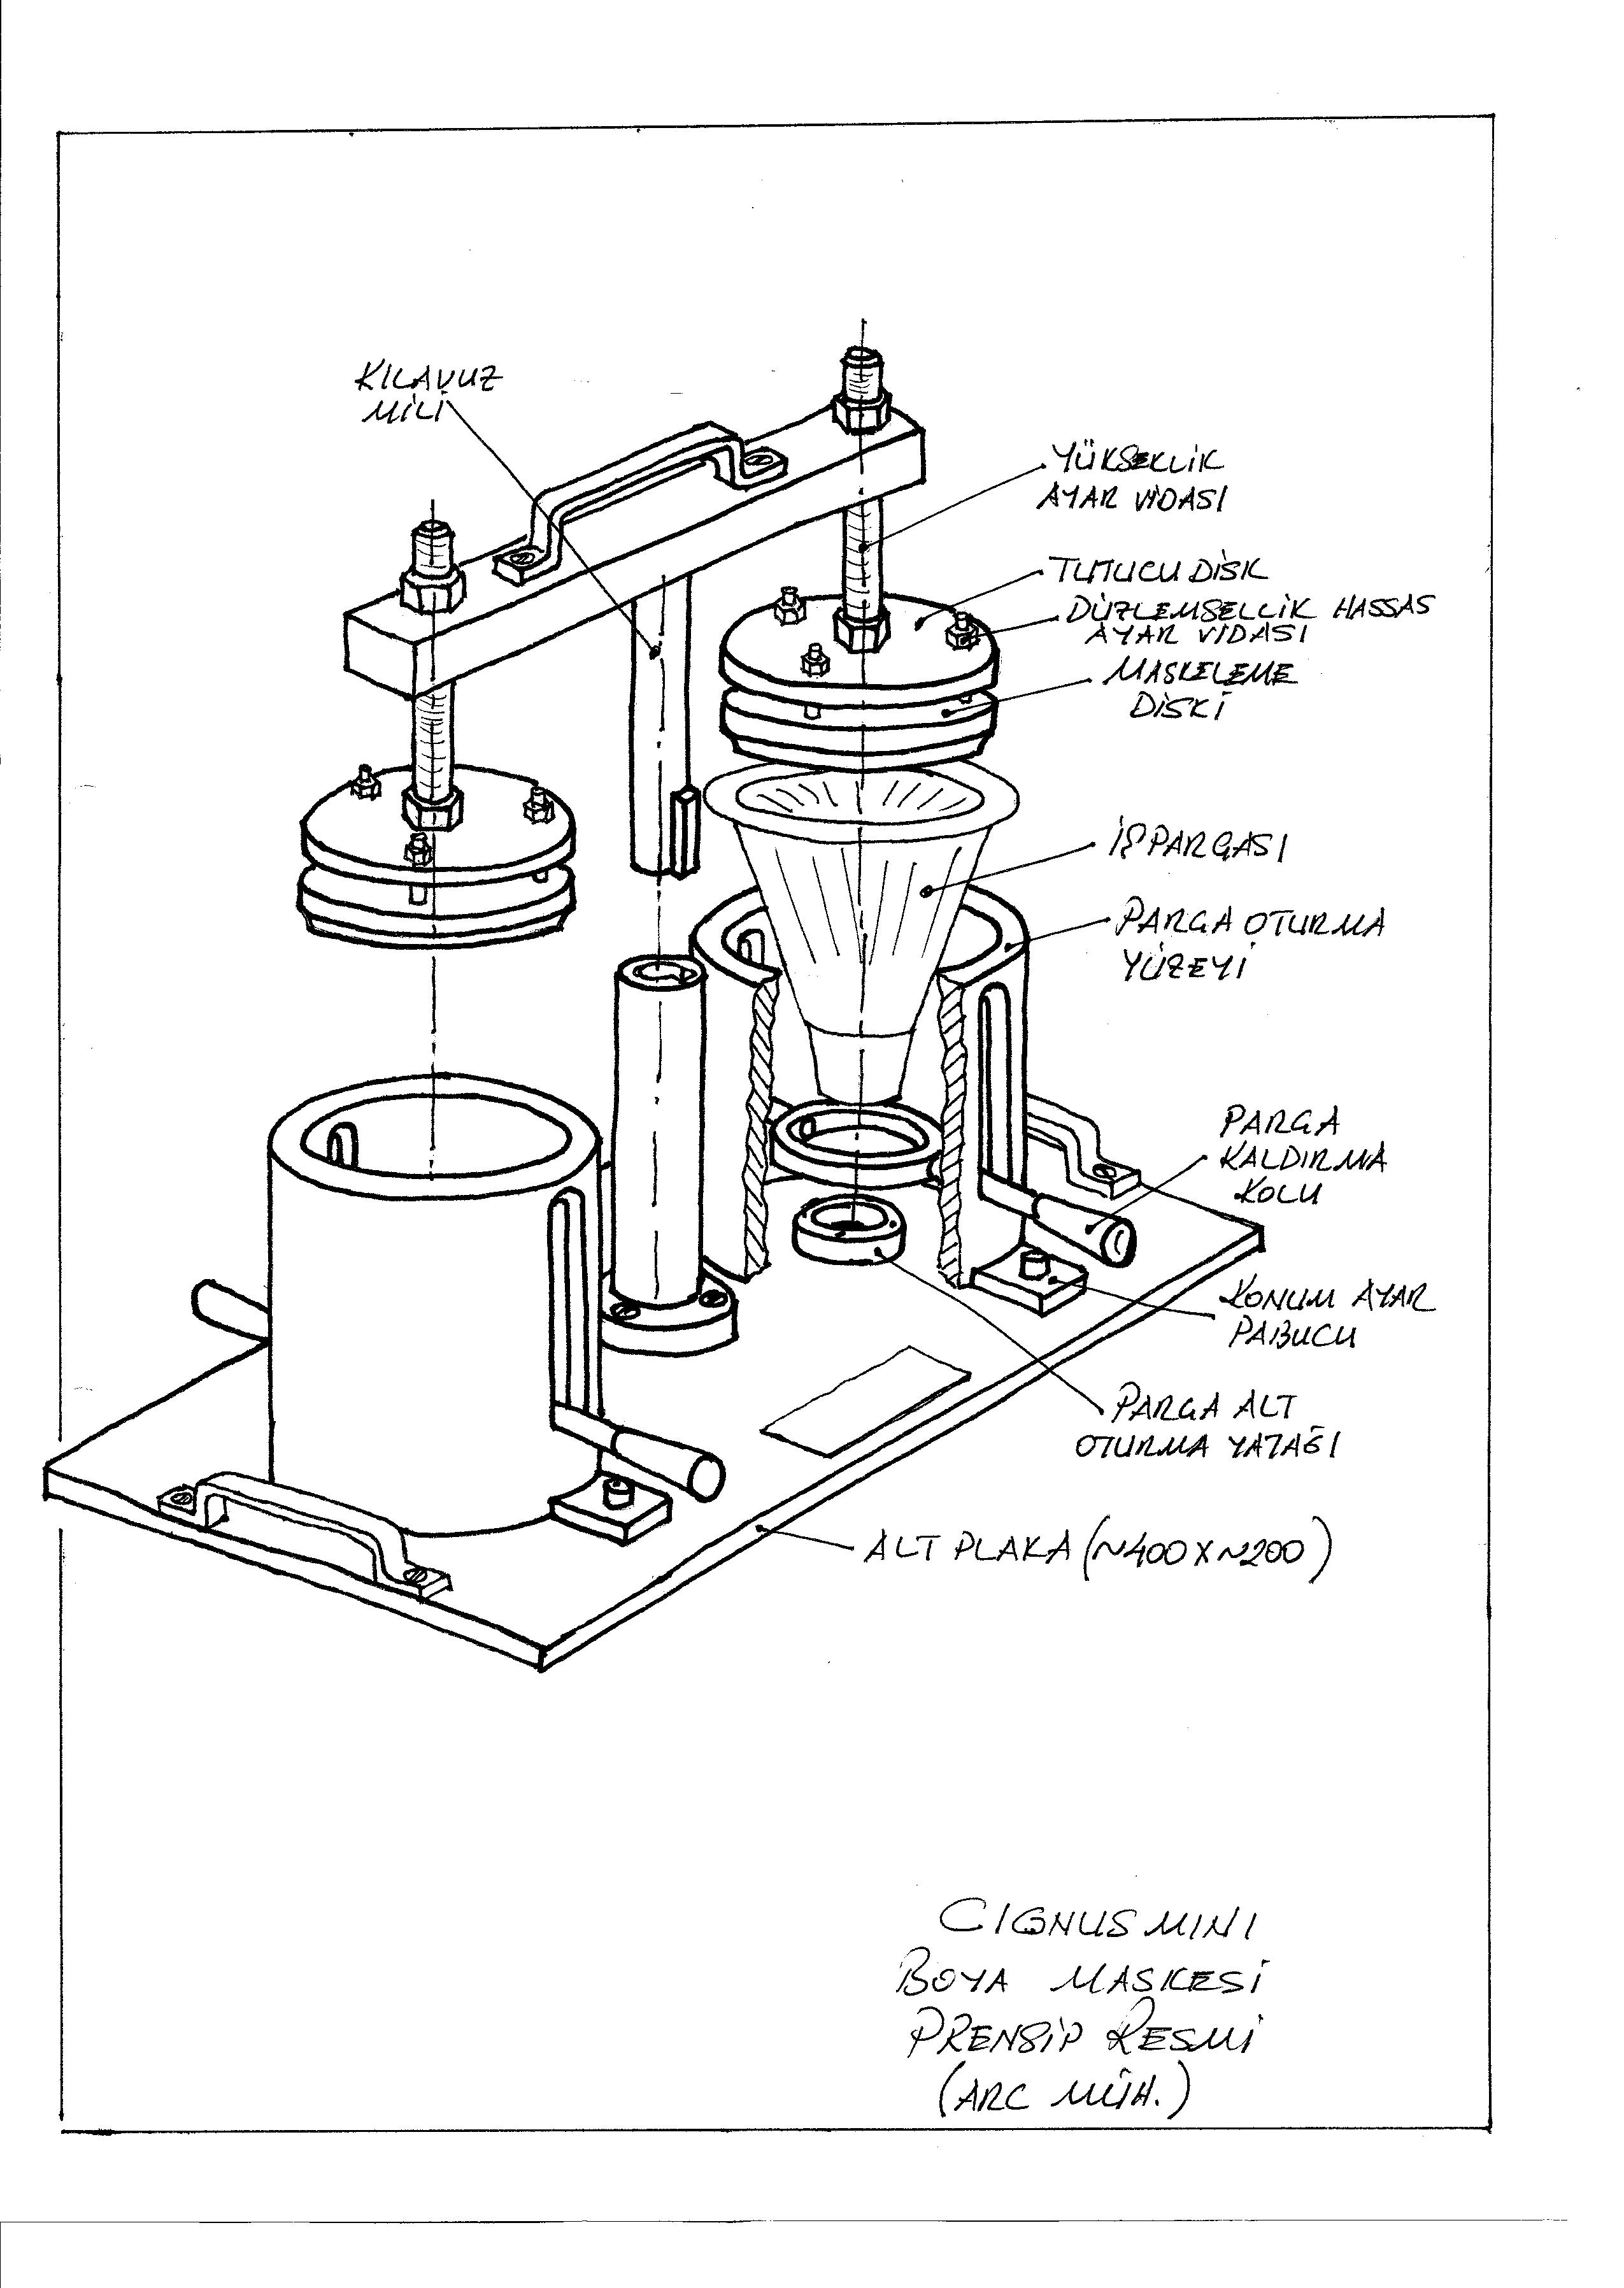 KILAVUZ
MİLİ
YÜKSEKLİK
AYAR VİDASI
TUTUCU DİSK
DÜZLEMSELLİK HASSAS
AYAR VİDASI
MASKELEME
DİSKİ
İŞ PARÇASI
PARÇA OTURMA
YÜZEYİ
PARÇA
KALDIRMA
KOLU
KONUM AYAR
PABUCU
PARÇA ALT
OTURMA YATAĞI
ALT PLAKA (~400 X ~200)
CIGNUS MINI
BOYA MASKESİ
PRENSİP RESMİ
(ARC MÜH.)